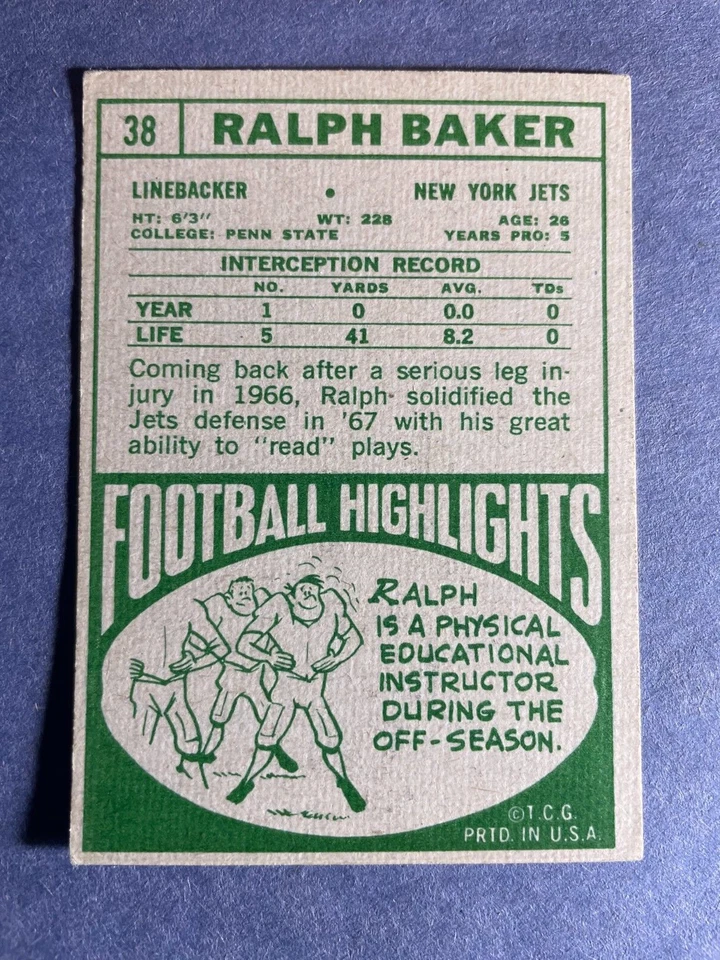 38 RALPH BAKER
LINEBACKER • NEW YORK JETS
HT: 6'3" WT: 228 AGE: 26
COLLEGE: PENN STATE YEARS PRO: 5
INTERCEPTION RECORD
NO. YARDS AVG. TDs
YEAR 1 0 0.0 0
LIFE 5 41 8.2 0
Coming back after a serious leg in-
jury in 1966, Ralph solidified the
Jets defense in '67 with his great
ability to "read" plays.
FOOTBALL HIGHLIGHTS
RALPH
IS A PHYSICAL
EDUCATIONAL
INSTRUCTOR
DURING THE
OFF-SEASON.
©T.C.G.
PRTD. IN U.S.A.